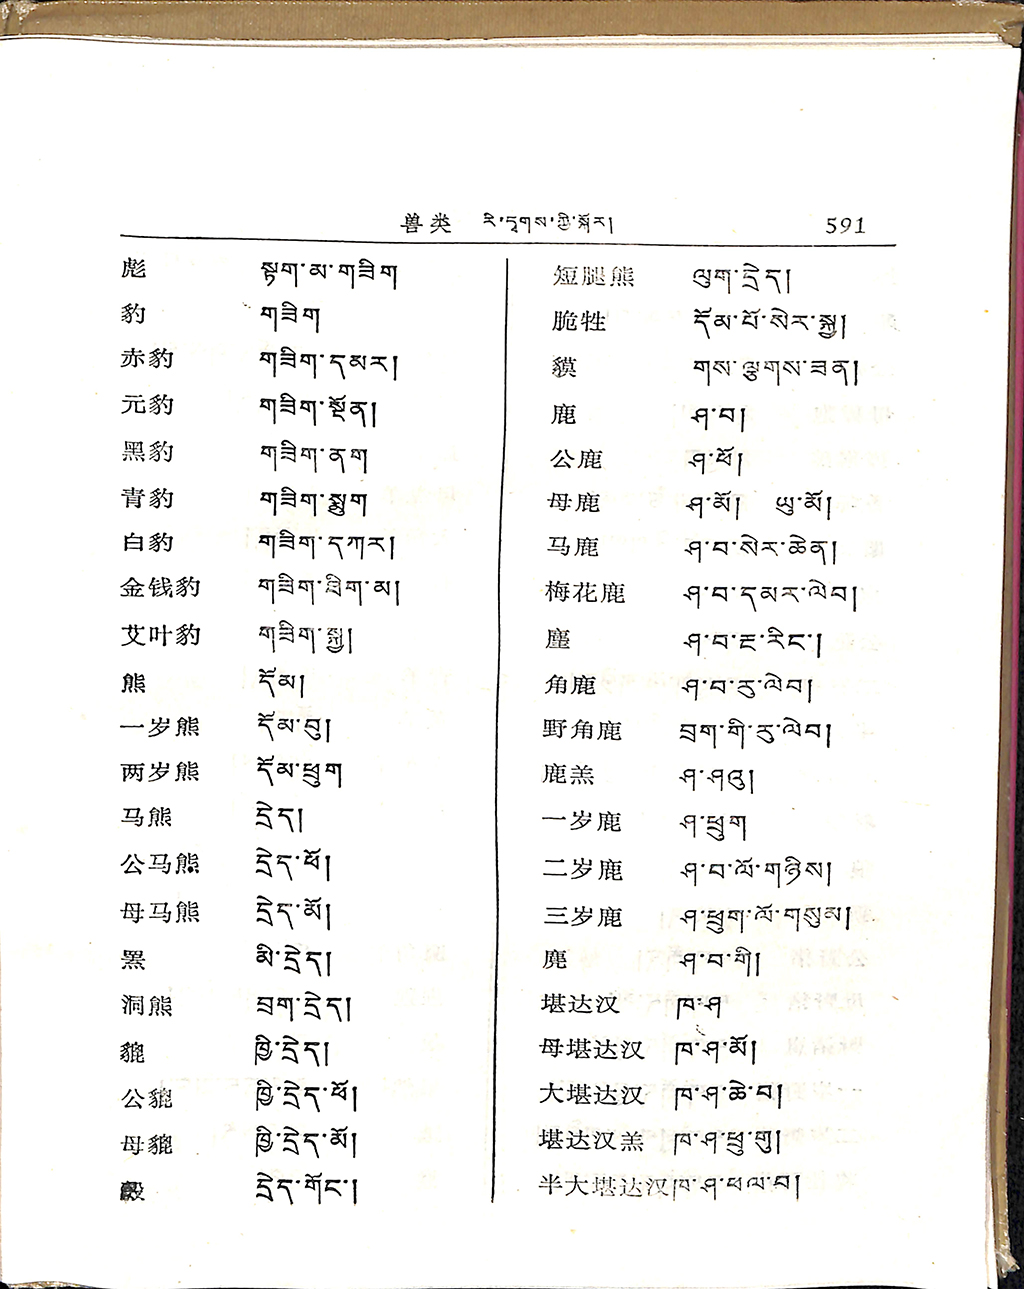 兽类 རི་དྭགས་ཀྱི་སྐོར། 591
彪 སྟག་མ་གཟིག
豹 གཟིག
赤豹 གཟིག་དམར།
元豹 གཟིག་སྔོན།
黑豹 གཟིག་ནག
青豹 གཟིག་སྨུག
白豹 གཟིག་དཀར།
金钱豹 གཟིག་ཐིག་མ།
艾叶豹 གཟིག་སྐྱ།
熊 དོམ།
一岁熊 དོམ་བུ།
两岁熊 དོམ་ཕྲུག
马熊 དྲེད།
公马熊 དྲེད་ཕོ།
母马熊 དྲེད་མོ།
罴 མི་དྲེད།
洞熊 བྲག་དྲེད།
貔 ཁྱི་དྲེད།
公貔 ཁྱི་དྲེད་ཕོ།
母貔 ཁྱི་དྲེད་མོ།
དྲེད་གོང་།
短腿熊 ལུག་དྲེད།
脆牲 དོམ་པོ་སེར་སྐྱ།
貘 གས་ལྕགས་ཟན།
鹿 ཤ་བ།
公鹿 ཤ་ཕོ།
母鹿 ཤ་མོ། ཡུ་མོ།
马鹿 ཤ་བ་སེར་ཆེན།
梅花鹿 ཤ་བ་དམར་ལེབ།
麈 ཤ་བ་ང་རིང་།
角鹿 ཤ་བ་རུ་ལེབ།
野角鹿 བྲག་གི་རུ་ལེབ།
鹿羔 ཤ་ཤའུ།
一岁鹿 ཤ་ཕྲུག
二岁鹿 ཤ་བ་ལོ་གཉིས།
三岁鹿 ཤ་ཕྲུག་ལོ་གསུམ།
麂 ཤ་བ་གི།
堪达汉 ཁ་ཤ
母堪达汉 ཁ་ཤ་མོ།
大堪达汉 ཁ་ཤ་ཆེ་བ།
堪达汉羔 ཁ་ཤ་ཕྲུ་གུ།
半大堪达汉 ཁ་ཤ་ཕལ་བ།